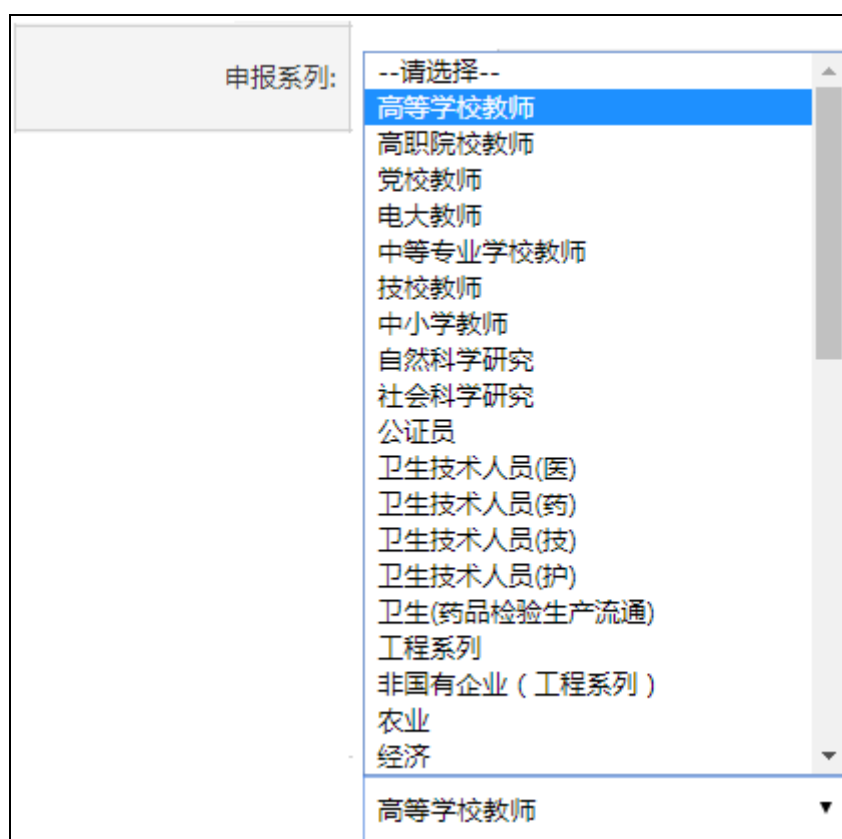 申报系列:
--请选择--
高等学校教师
高职院校教师
党校教师
电大教师
中等专业学校教师
技校教师
中小学教师
自然科学研究
社会科学研究
公证员
卫生技术人员(医)
卫生技术人员(药)
卫生技术人员(技)
卫生技术人员(护)
卫生(药品检验生产流通)
工程系列
非国有企业（工程系列）
农业
经济
高等学校教师